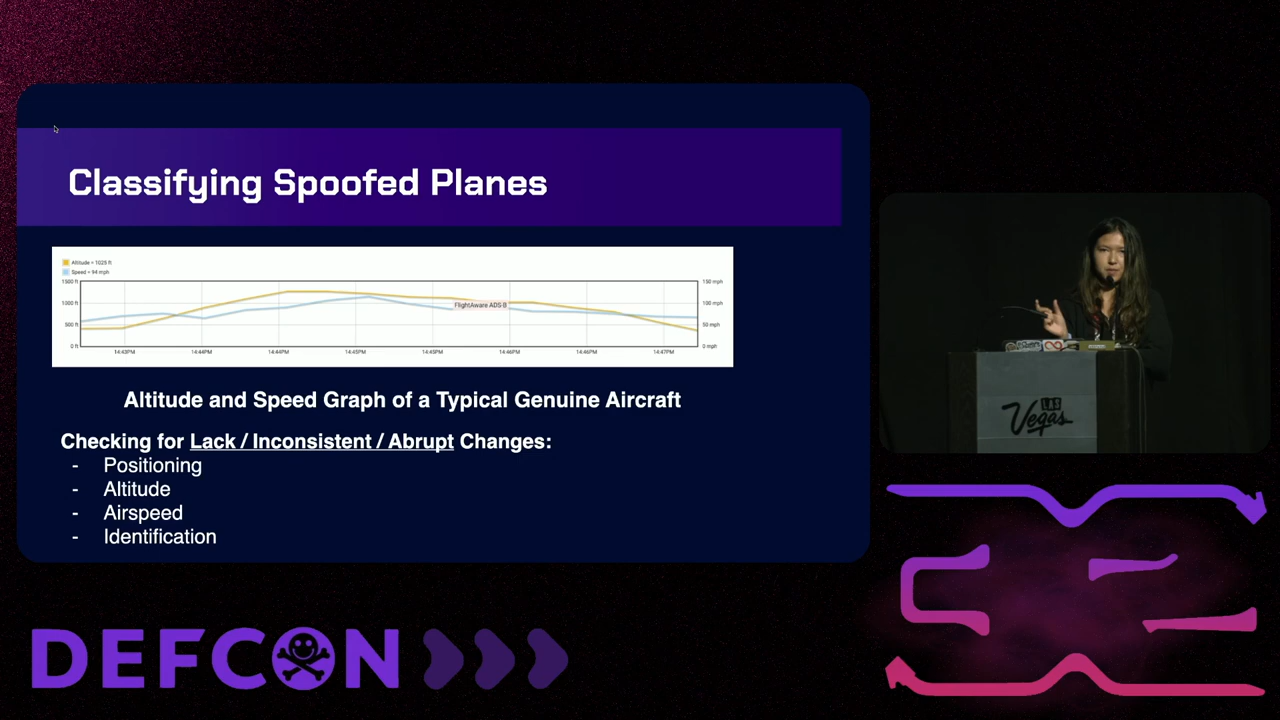 Classifying Spoofed Planes
Altitude = 1025 ft
Speed = 94 mph
1500 ft
150 mph
1000 ft
100 mph
FlightAware ADS-B
500 ft
50 mph
0 ft
0 mph
14:43PM
14:44PM
14:44PM
14:45PM
14:45PM
14:46PM
14:46PM
14:47PM
Altitude and Speed Graph of a Typical Genuine Aircraft
Checking for Lack / Inconsistent / Abrupt Changes:
- Positioning
- Altitude
- Airspeed
- Identification
LAS
Vegas
DEFCON